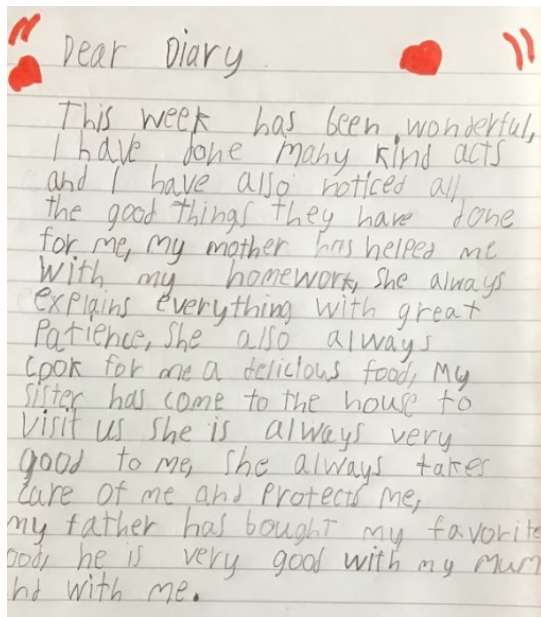 Dear Diary
This week has been wonderful,
I have done many kind acts
and I have also noticed all
the good things they have done
for me, my mother has helped me
with my homework, she always
explains everything with great
Patience, she also always
cook for me a delicious food, My
sister has come to the house to
visit us she is always very
good to me, she always takes
care of me and Protects me,
my father has bought my favorite
ood, he is very good with my mum
nd with me.